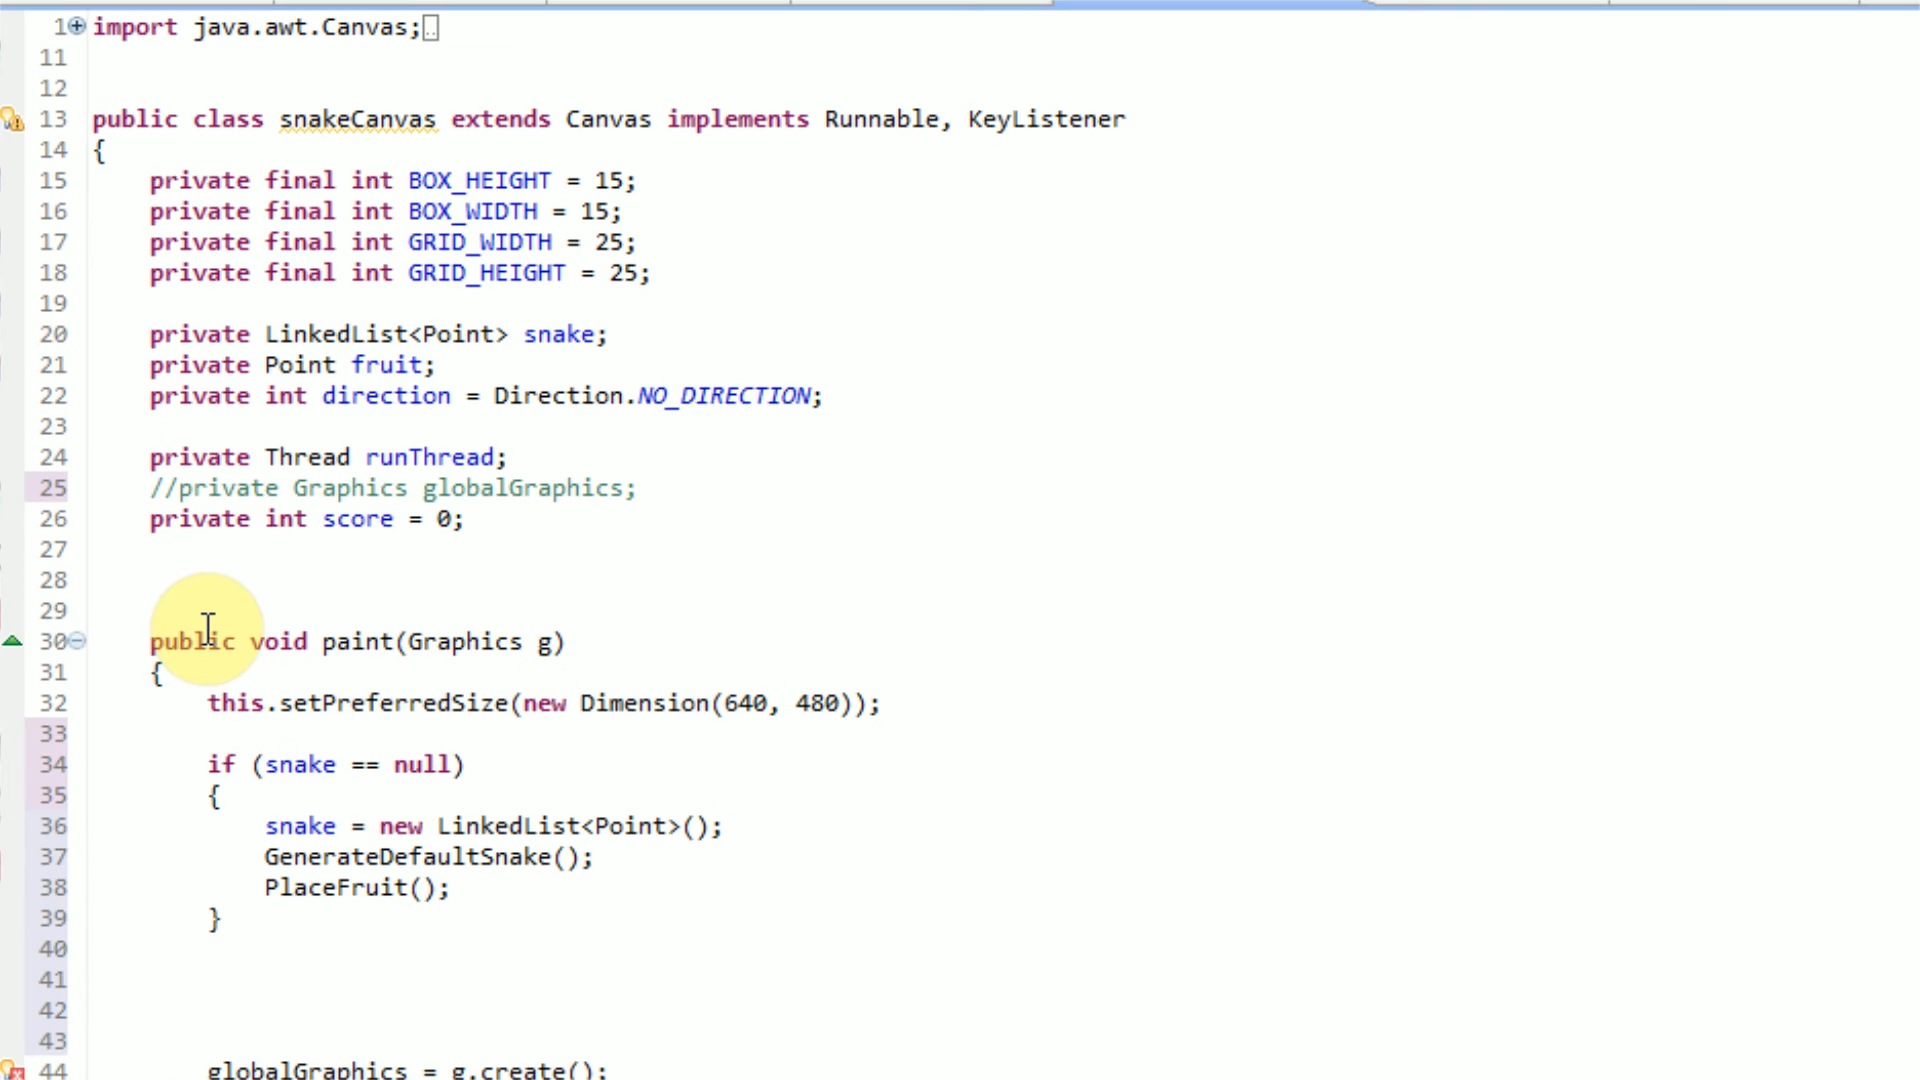 1 import java.awt.Canvas;
11
12
13 public class snakeCanvas extends Canvas implements Runnable, KeyListener
14 {
15 private final int BOX_HEIGHT = 15;
16 private final int BOX_WIDTH = 15;
17 private final int GRID_WIDTH = 25;
18 private final int GRID_HEIGHT = 25;
19
20 private LinkedList<Point> snake;
21 private Point fruit;
22 private int direction = Direction.NO_DIRECTION;
23
24 private Thread runThread;
25 //private Graphics globalGraphics;
26 private int score = 0;
27
28
29
30 public void paint(Graphics g)
31 {
32 this.setPreferredSize(new Dimension(640, 480));
33
34 if (snake == null)
35 {
36 snake = new LinkedList<Point>();
37 GenerateDefaultSnake();
38 PlaceFruit();
39 }
40
41
42
43
44 globalGraphics = g.create();